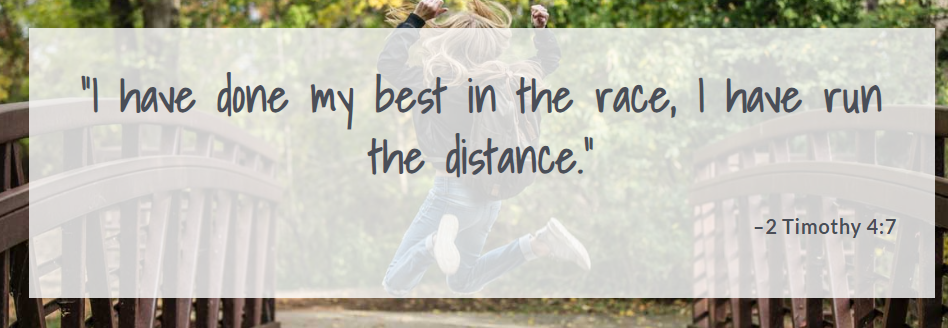 "I have done my best in the race, I have run
the distance."
–2 Timothy 4:7